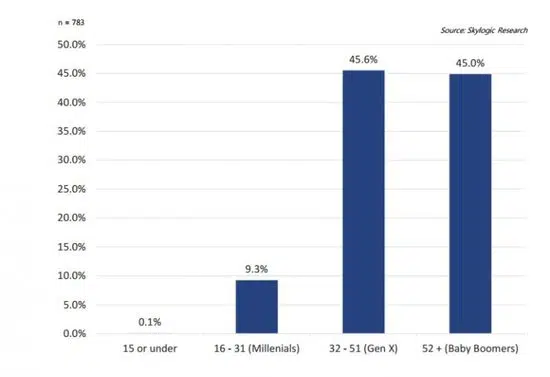 n = 783
Source: Skylogic Research
50.0%
45.0%
40.0%
35.0%
30.0%
25.0%
20.0%
15.0%
10.0%
5.0%
0.0%
0.1%
9.3%
45.6%
45.0%
15 or under
16 - 31 (Millenials)
32 - 51 (Gen X)
52 + (Baby Boomers)